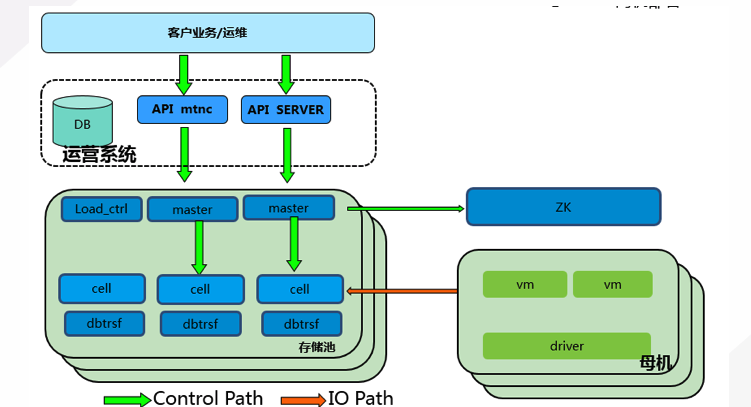 客户业务/运维
API mtnc
API SERVER
DB
运营系统
Load_ctrl
master
master
ZK
cell
cell
cell
vm
vm
dbtrsf
dbtrsf
dbtrsf
driver
存储池
母机
Control Path
IO Path